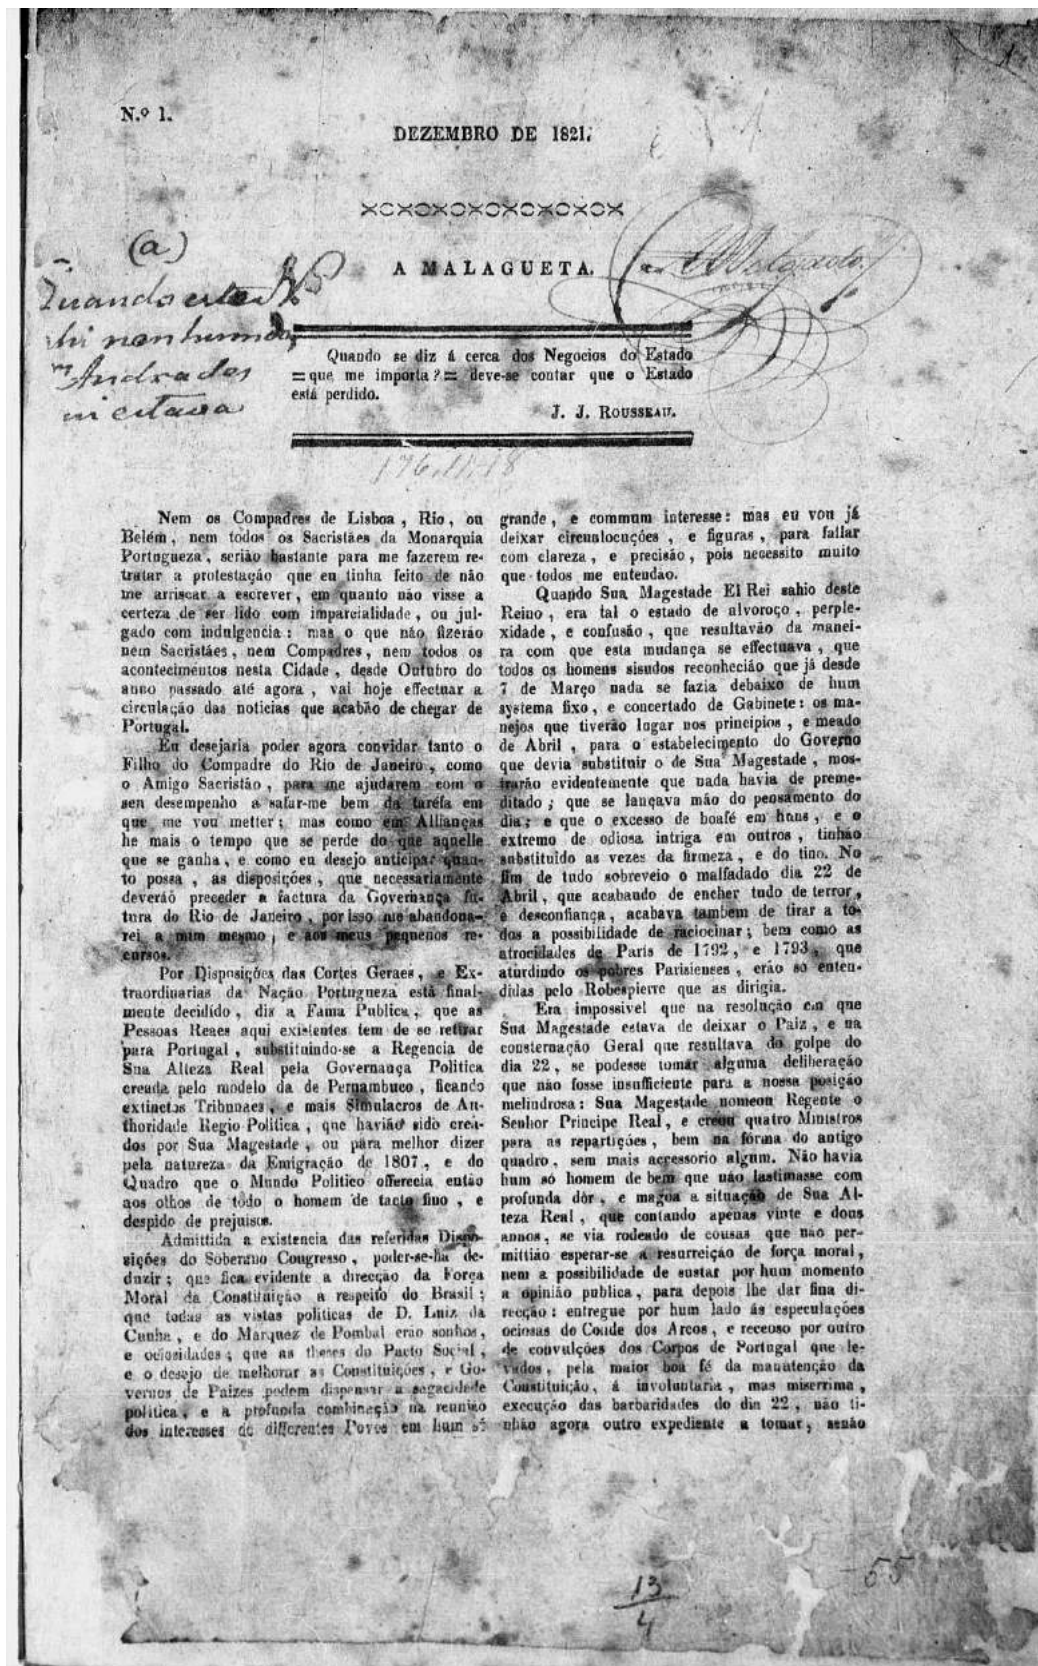 N.º 1.
DEZEMBRO DE 1821.
A MALAGUETA.
(a)
Quando este Nº
nenhum dos
Andradas
estava
Quando se diz á cerca dos Negocios do Estado
= que me importa? = deve-se contar que o Estado
está perdido.
J. J. ROUSSEAU.
Nem os Compadres de Lisboa, Rio, ou
Belém, nem todos os Sacristães da Monarquia
Portugueza, serião bastante para me fazerem re-
tratar a protestação que eu tinha feito de não
me arriscar a escrever, em quanto não visse a
certeza de ser lido com imparcialidade, ou jul-
gado com indulgencia: mas o que não fizerão
nem Sacristães, nem Compadres, nem todos os
acontecimentos nesta Cidade, desde Outubro do
anno passado até agora, vai hoje effectuar a
circulação das noticias que acabão de chegar de
Portugal.
Eu desejaria poder agora convidar tanto o
Filho do Compadre do Rio de Janeiro, como
o Amigo Sacristão, para me ajudarem com o
seu desempenho a safar-me bem da taréfa em
que me vou metter; mas como em Allianças
he mais o tempo que se perde do que aquelle
que se ganha, e como eu desejo anticipar quan-
to possa, as disposições, que necessariamente
deveráõ preceder a factura da Governança fu-
tura do Rio de Janeiro, por isso me abandona-
rei a mim mesmo, e aos meus pequenos re-
cursos.
Por Disposições das Cortes Geraes, e Ex-
traordinarias da Nação Portugueza está final-
mente decidido, diz a Fama Publica, que as
Pessoas Reaes aqui existentes tem de se retirar
para Portugal, substituindo-se a Regencia de
Sua Alteza Real pela Governança Politica
creada pelo modelo da de Pernambuco, ficando
extinctos Tribunaes, e mais Simulacros de Au-
thoridade Regio Politica, que havião sido crea-
dos por Sua Magestade, ou para melhor dizer
pela natureza da Emigração de 1807, e do
Quadro que o Mundo Politico offerecia então
aos olhos de todo o homem de tacto fino, e
despido de prejuisos.
Admittida a existencia das referidas Dispo-
sições do Soberano Congresso, poder-se-ha de-
duzir; que fica evidente a direcção da Força
Moral da Constituição a respeito do Brasil;
que todas as vistas politicas de D. Luiz da
Cunha, e do Marquez de Pombal erão sonhos,
e ociosidades; que as theses do Pacto Social,
e o desejo de melhorar as Constituições, e Go-
vernos de Paizes podem dispensar a sagacidade
politica, e a profunda combinação na reunião
dos interesses de differentes Povos em hum só
grande, e commum interesse: mas eu vou já
deixar circunlocuções, e figuras, para fallar
com clareza, e precisão, pois necessito muito
que todos me entendão.
Quando Sua Magestade El Rei sahio deste
Reino, era tal o estado de alvoroço, perple-
xidade, e confusão, que resultavão da manei-
ra com que esta mudança se effectuava, que
todos os homens sisudos reconhecião que já desde
7 de Março nada se fazia debaixo de hum
systema fixo, e concertado de Gabinete: os ma-
nejos que tiverão lugar nos principios, e meado
de Abril, para o estabelecimento do Governo
que devia substituir o de Sua Magestade, mos-
trarão evidentemente que nada havia de preme-
ditado; que se lançava mão do pensamento do
dia; e que o excesso de boafé em huns, e o
extremo de odiosa intriga em outros, tinhão
substituido as vezes da firmeza, e do tino. No
fim de tudo sobreveio o malfadado dia 22 de
Abril, que acabando de encher tudo de terror,
e desconfiança, acabava tambem de tirar a to-
dos a possibilidade de raciocinar; bem como as
atrocidades de Paris de 1792, e 1793, que
aturdindo os pobres Parisienses, erão só enten-
didas pelo Robespierre que as dirigia.
Era impossivel que na resolução em que
Sua Magestade estava de deixar o Paiz, e na
consternação Geral que resultava do golpe do
dia 22, se podesse tomar alguma deliberação
que não fosse insufficiente para a nossa posição
melindrosa: Sua Magestade nomeou Regente o
Senhor Principe Real, e creou quatro Ministros
para as repartições, bem na fórma do antigo
quadro, sem mais accessorio algum. Não havia
hum só homem de bem que não lastimasse com
profunda dôr, e magoa a situação de Sua Al-
teza Real, que contando apenas vinte e dous
annos, se via rodeado de cousas que não per-
mittião esperar-se a resurreição de força moral,
nem a possibilidade de sustar por hum momento
a opinião publica, para depois lhe dar fina di-
recção: entregue por hum lado ás especulações
ociosas do Conde dos Arcos, e receoso por outro
de convulções dos Corpos de Portugal que le-
vados, pela maior boa fé da manutenção da
Constituição, á involuntaria, mas miserrima,
execução das barbaridades do dia 22, não ti-
nhão agora outro expediente a tomar, senão
13
4
55